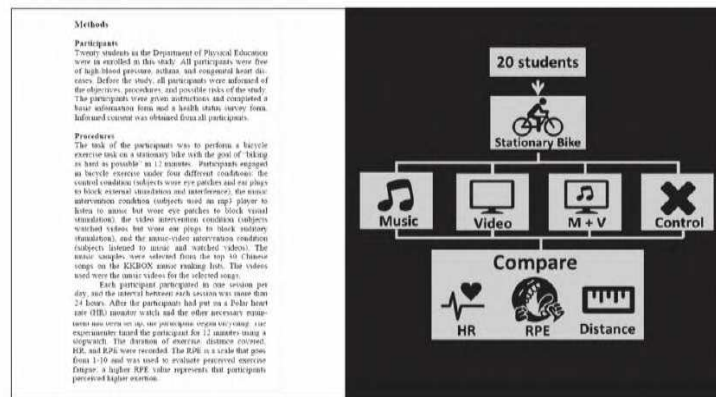 Methods
Participants
Twenty students in the Department of Physical Education
were in enrolled in this study. All participants were free
of high blood pressure, asthma, and congenital heart dis-
eases. Before the study, all participants were informed of
the objectives, procedures, and possible risks of the study.
The participants were given instructions and completed a
basic information form and a health status survey form.
Informed consent was obtained from all participants.
Procedures
The task of the participants was to perform a bicycle
exercise task on a stationary bike with the goal of "biking
as hard as possible" in 12 minutes. Participants engaged
in bicycle exercise under four different conditions: the
control condition (subjects wore eye patches and ear plugs
to block external stimulation and interference), the music
intervention condition (subjects used an mp3 player to
listen to music but wore eye patches to block visual
stimulation), the video intervention condition (subjects
watched videos but wore ear plugs to block auditory
stimulation), and the music-video intervention condition
(subjects listened to music and watched videos). The
music samples were selected from the top 10 Chinese
songs on the KKBOX music ranking lists. The videos
used were the music videos for the selected songs.
Each participant participated in one session per
day, and the interval between each session was more than
24 hours. After the participants had put on a Polar heart
rate (HR) monitor watch and the other necessary equip-
ment had been set up, the participant began bicycling. The
experimenter timed the participant for 12 minutes using a
stopwatch. The duration of exercise, distance covered,
HR, and RPE were recorded. The RPE is a scale that goes
from 1-10 and was used to evaluate perceived exercise
fatigue; a higher RPE value represents that participants
perceived higher exertion.
20 students
Stationary Bike
Music Video M + V Control
Compare
HR RPE Distance